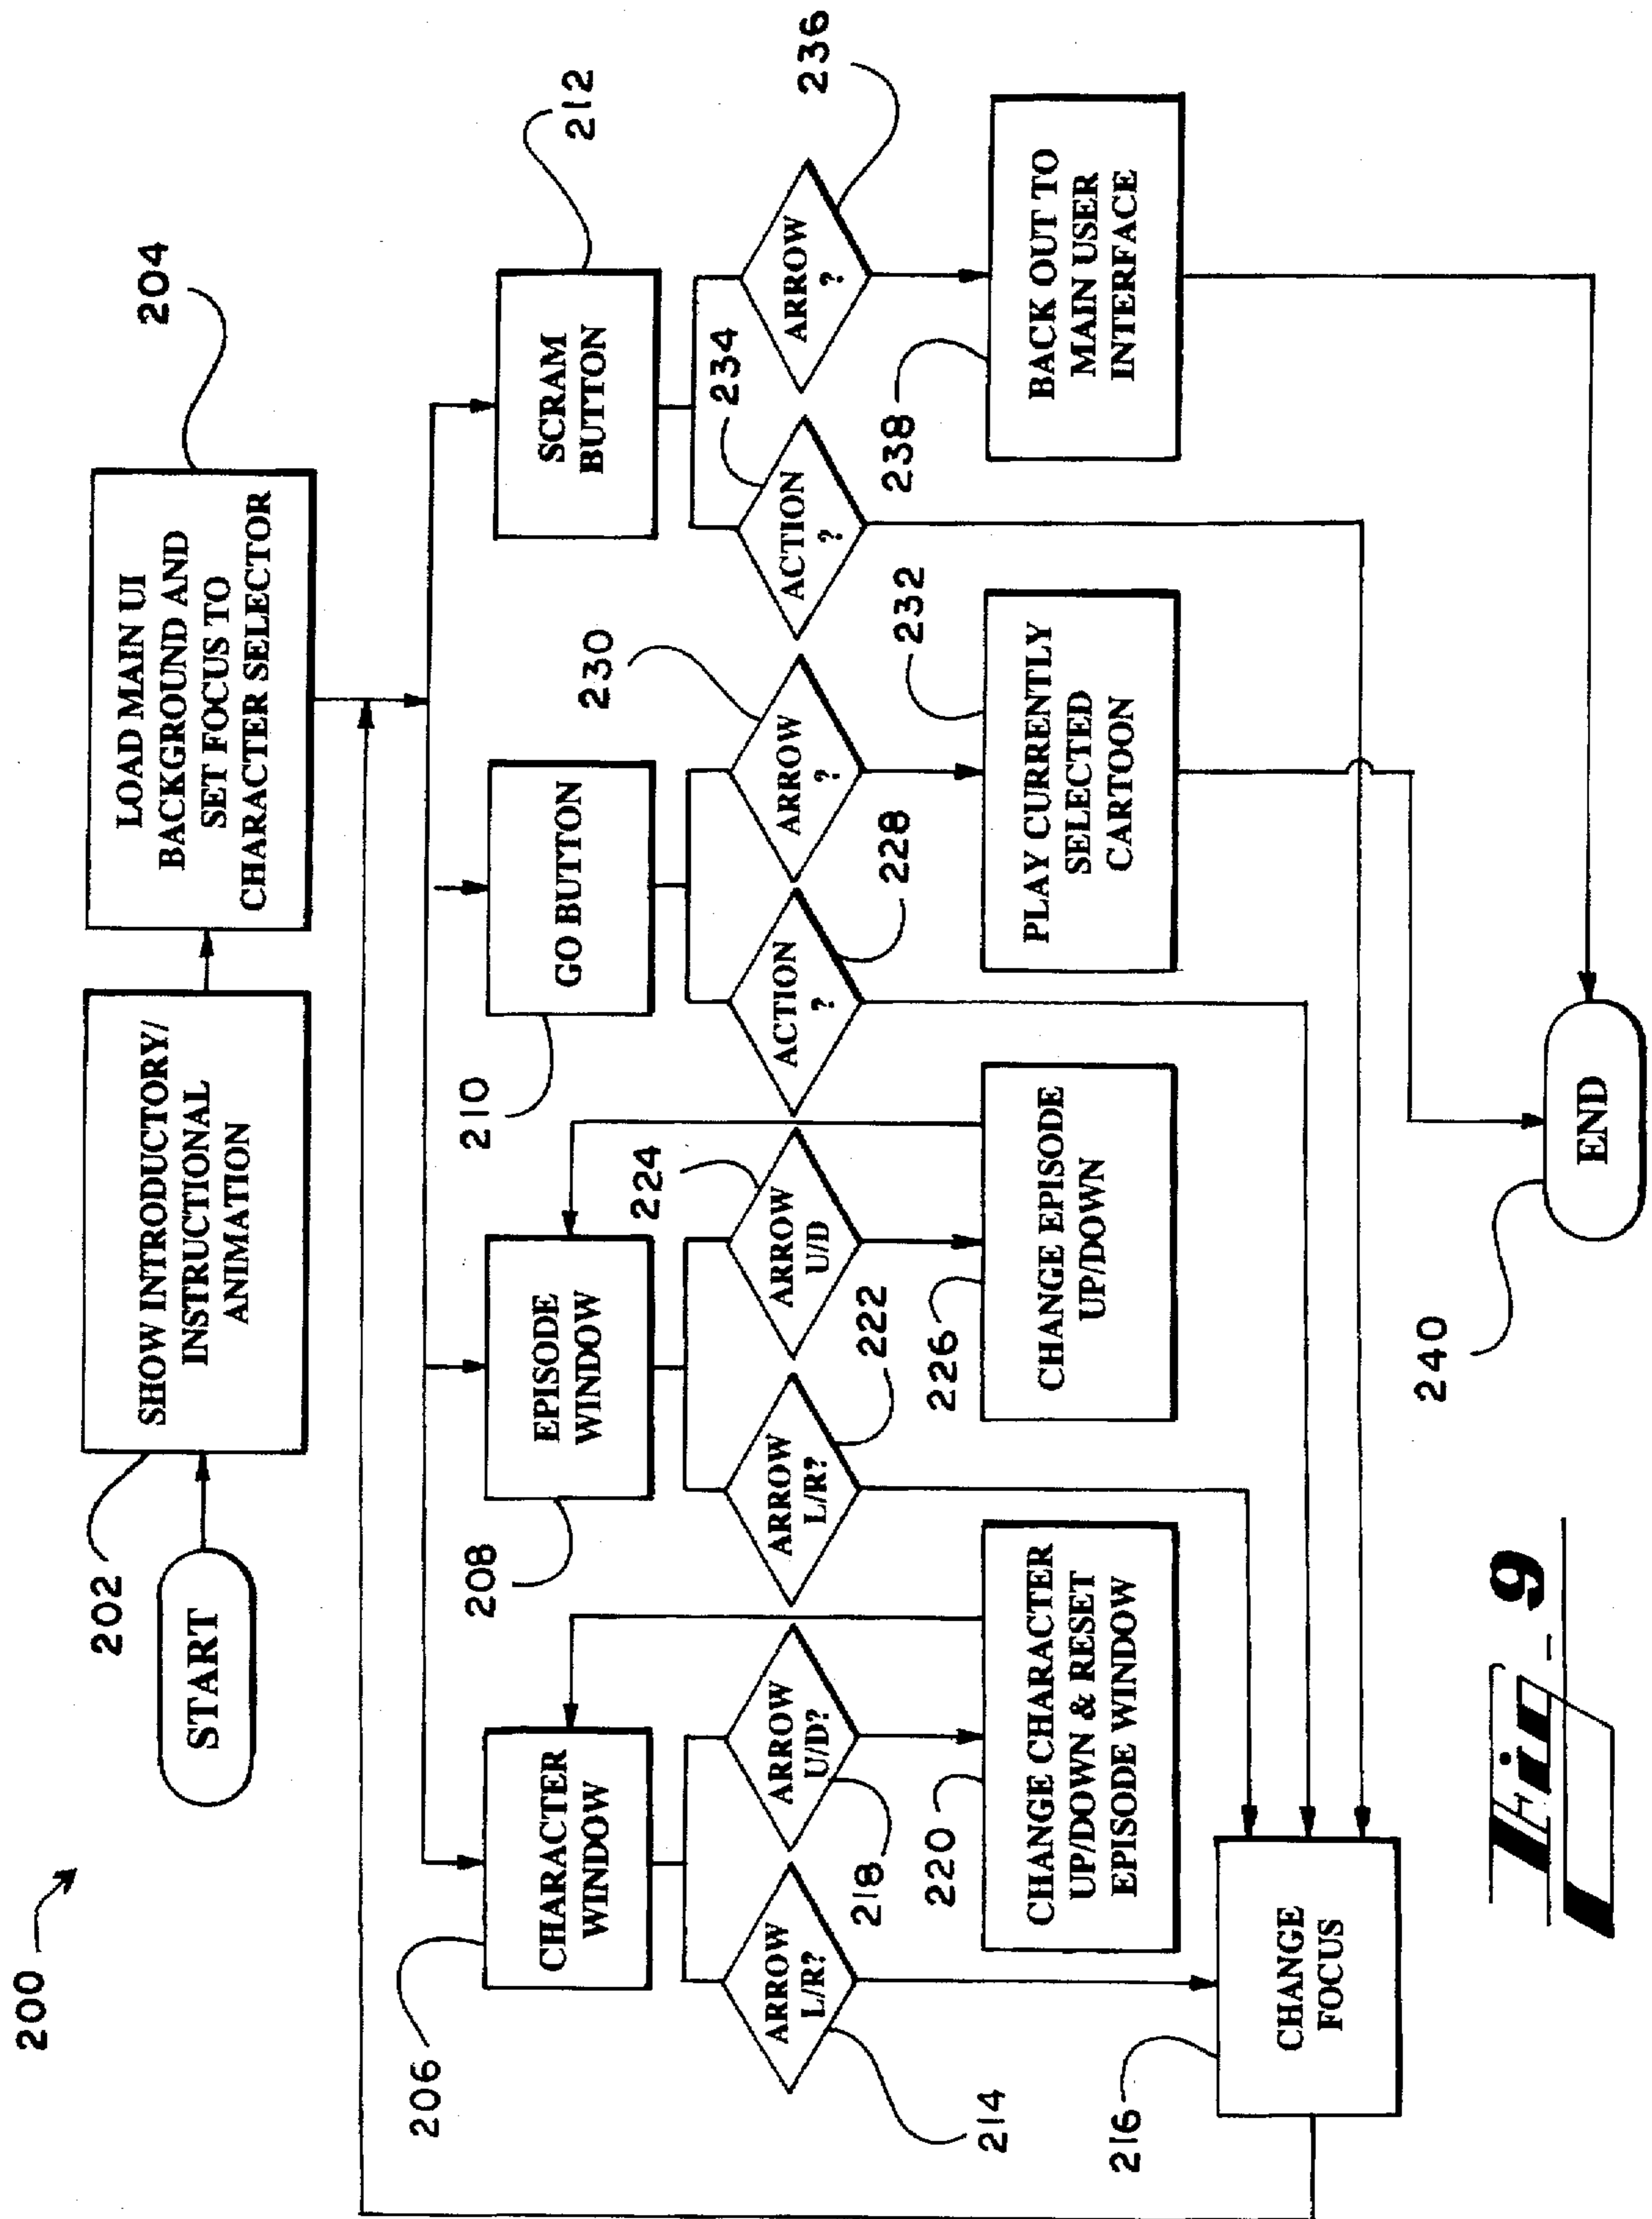 200
START
202
SHOW INTRODUCTORY/
INSTRUCTIONAL
ANIMATION
204
LOAD MAIN UI
BACKGROUND AND
SET FOCUS TO
CHARACTER SELECTOR
206
CHARACTER
WINDOW
208
EPISODE
WINDOW
210
GO BUTTON
212
SCRAM
BUTTON
214
ARROW
L/R?
218
ARROW
U/D?
222
ARROW
L/R?
224
ARROW
U/D
228
ACTION
?
230
ARROW
?
234
ACTION
?
236
ARROW
?
220
CHANGE CHARACTER
UP/DOWN & RESET
EPISODE WINDOW
226
CHANGE EPISODE
UP/DOWN
232
PLAY CURRENTLY
SELECTED
CARTOON
238
BACK OUT TO
MAIN USER
INTERFACE
216
CHANGE
FOCUS
240
END
Fig_ 9